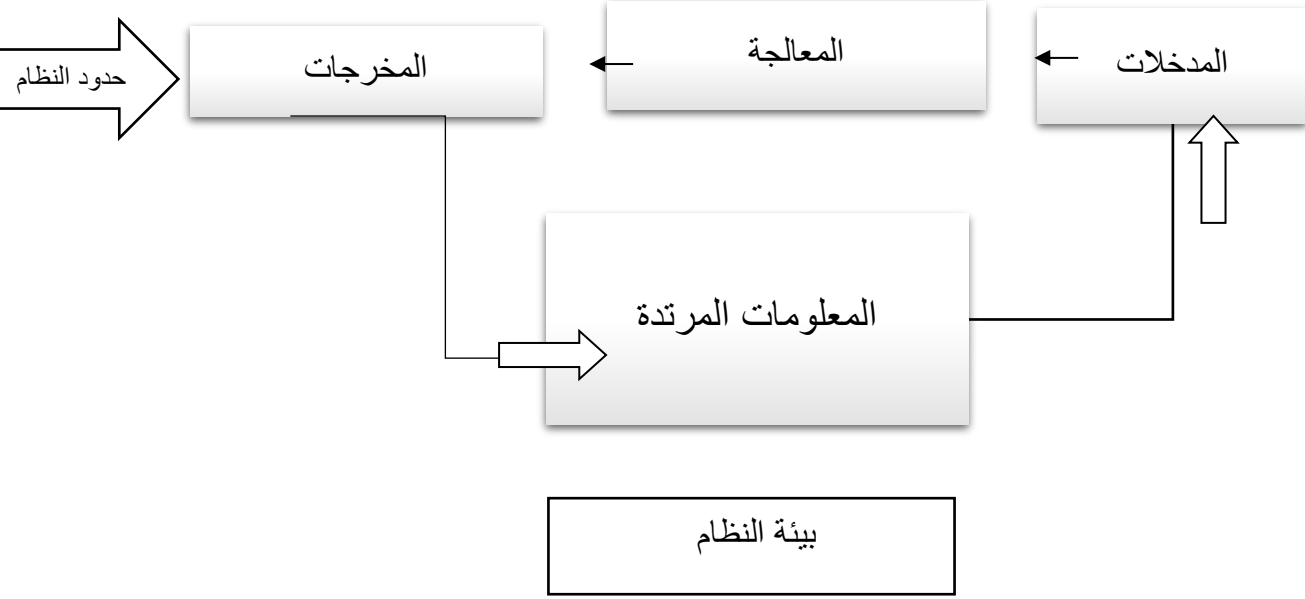 المدخلات
المعالجة
المخرجات
حدود النظام
المعلومات المرتدة
بيئة النظام